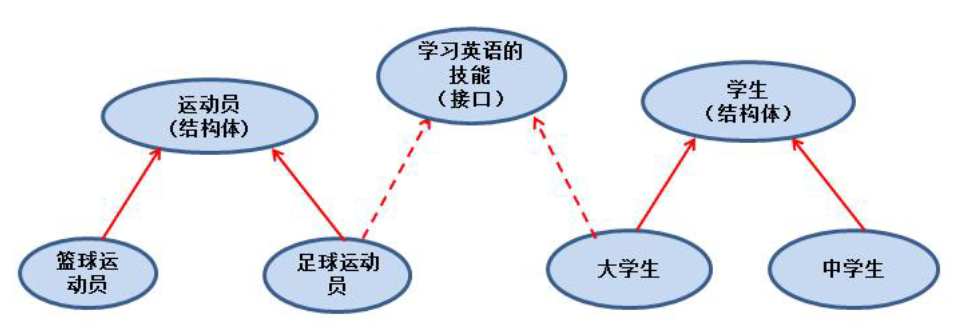 学习英语的
技能
（接口）
运动员
(结构体)
学生
（结构体）
篮球运
动员
足球运动
员
大学生
中学生